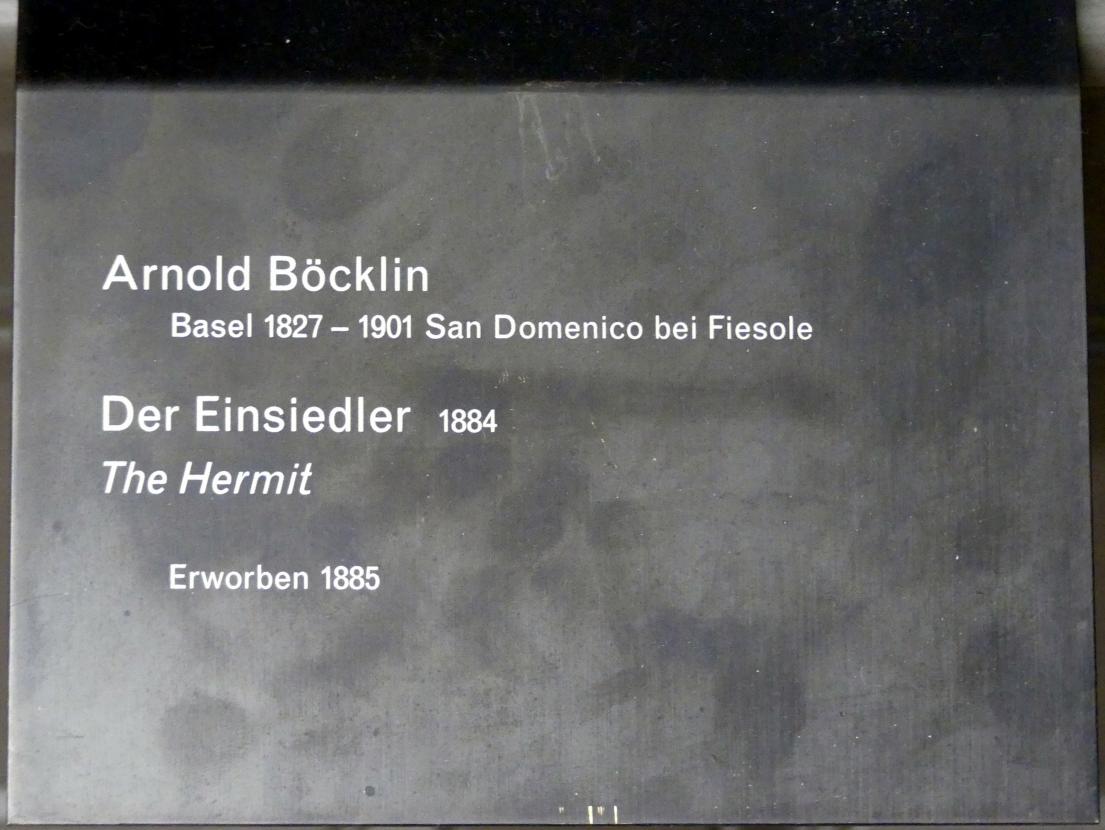 Arnold Böcklin
Basel 1827 – 1901 San Domenico bei Fiesole
Der Einsiedler 1884
The Hermit
Erworben 1885